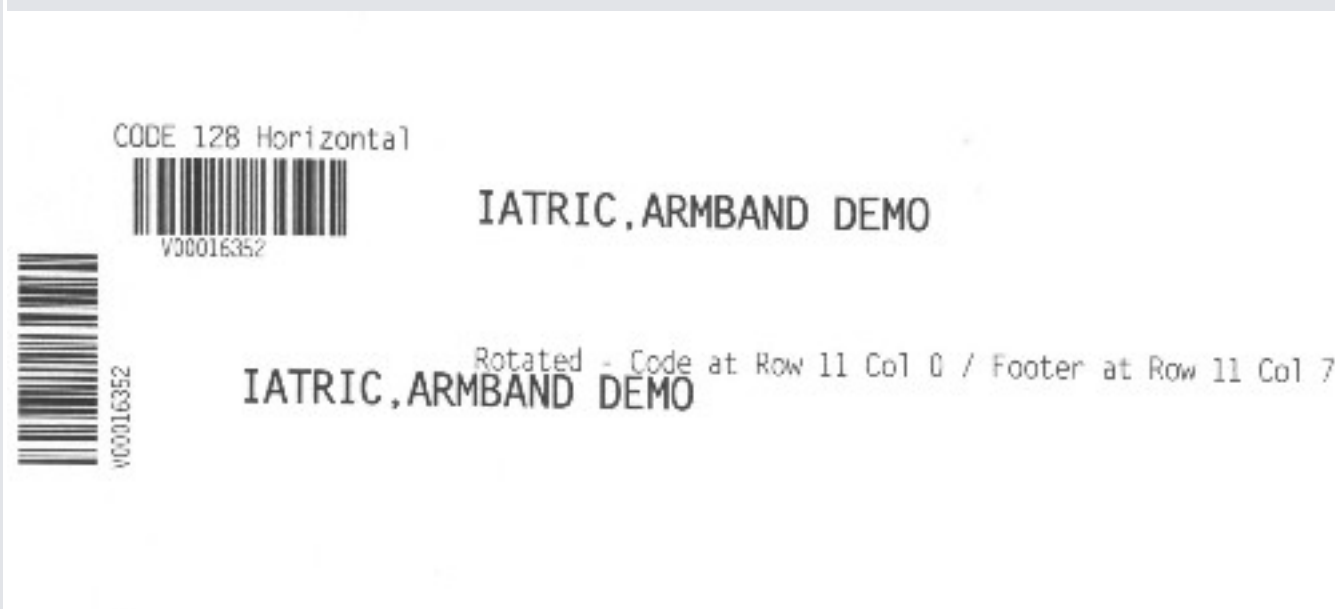 CODE 128 Horizontal
V00016352
IATRIC,ARMBAND DEMO
Rotated - Code at Row 11 Col 0 / Footer at Row 11 Col 7
IATRIC,ARMBAND DEMO
V00016352